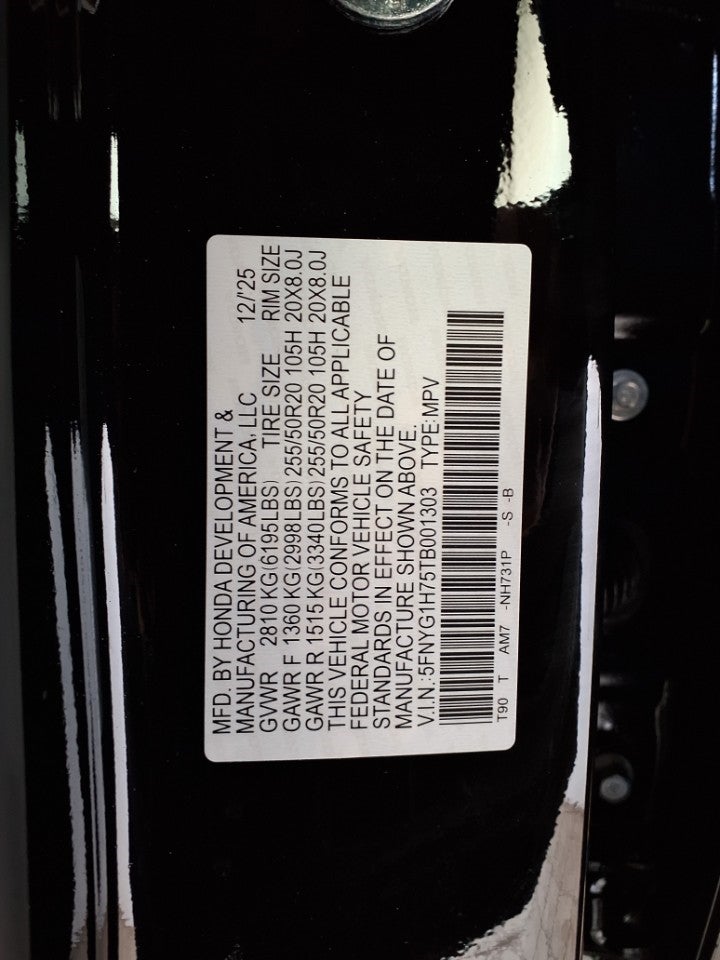 MFD. BY HONDA DEVELOPMENT &
MANUFACTURING OF AMERICA, LLC 12/'25
GVWR 2810 KG(6195LBS) TIRE SIZE RIM SIZE
GAWR F 1360 KG(2998LBS) 255/50R20 105H 20X8.0J
GAWR R 1515 KG(3340LBS) 255/50R20 105H 20X8.0J
THIS VEHICLE CONFORMS TO ALL APPLICABLE
FEDERAL MOTOR VEHICLE SAFETY
STANDARDS IN EFFECT ON THE DATE OF
MANUFACTURE SHOWN ABOVE.
V.I.N.:5FNYG1H75TB001303 TYPE:MPV
T90 T AM7 -NH731P -S -B